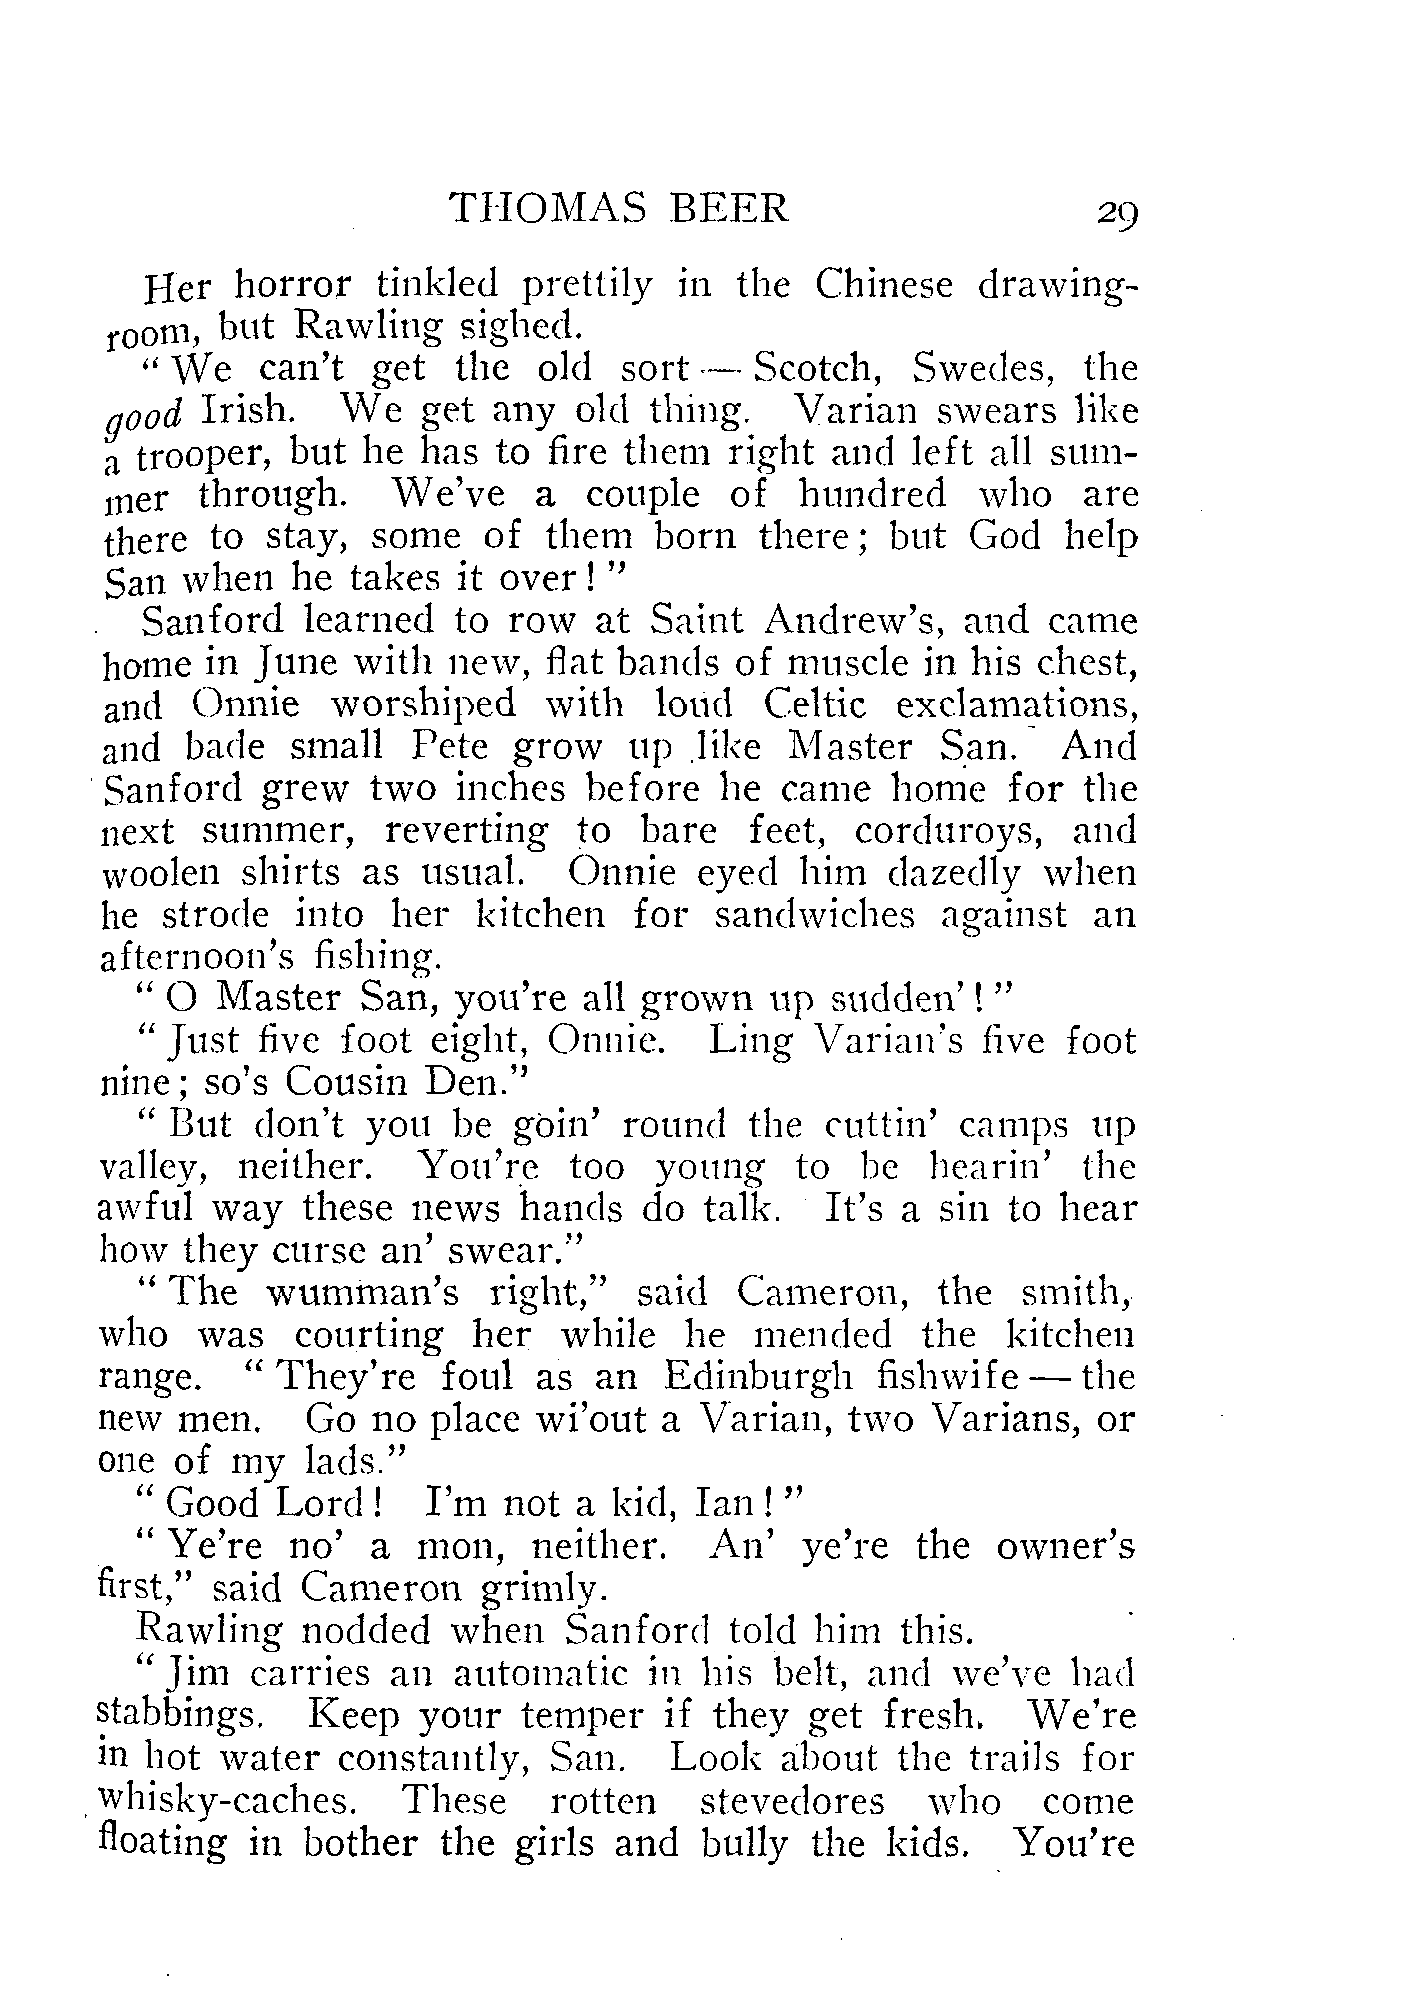 THOMAS BEER 29
Her horror tinkled prettily in the Chinese drawing-
room, but Rawling sighed.
"We can't get the old sort — Scotch, Swedes, the
good Irish. We get any old thing. Varian swears like
a trooper, but he has to fire them right and left all sum-
mer through. We've a couple of hundred who are
there to stay, some of them born there; but God help
San when he takes it over!"
Sanford learned to row at Saint Andrew's, and came
home in June with new, flat bands of muscle in his chest,
and Onnie worshiped with loud Celtic exclamations,
and bade small Pete grow up like Master San. And
Sanford grew two inches before he came home for the
next summer, reverting to bare feet, corduroys, and
woolen shirts as usual. Onnie eyed him dazedly when
he strode into her kitchen for sandwiches against an
afternoon's fishing.
"O Master San, you're all grown up sudden'!"
"Just five foot eight, Onnie. Ling Varian's five foot
nine; so's Cousin Den."
"But don't you be goin' round the cuttin' camps up
valley, neither. You're too young to be hearin' the
awful way these news hands do talk. It's a sin to hear
how they curse an' swear."
"The wumman's right," said Cameron, the smith,
who was courting her while he mended the kitchen
range. "They're foul as an Edinburgh fishwife — the
new men. Go no place wi'out a Varian, two Varians, or
one of my lads."
"Good Lord! I'm not a kid, Ian!"
"Ye're no' a mon, neither. An' ye're the owner's
first," said Cameron grimly.
Rawling nodded when Sanford told him this.
"Jim carries an automatic in his belt, and we've had
stabbings. Keep your temper if they get fresh. We're
in hot water constantly, San. Look about the trails for
whisky-caches. These rotten stevedores who come
floating in bother the girls and bully the kids. You're